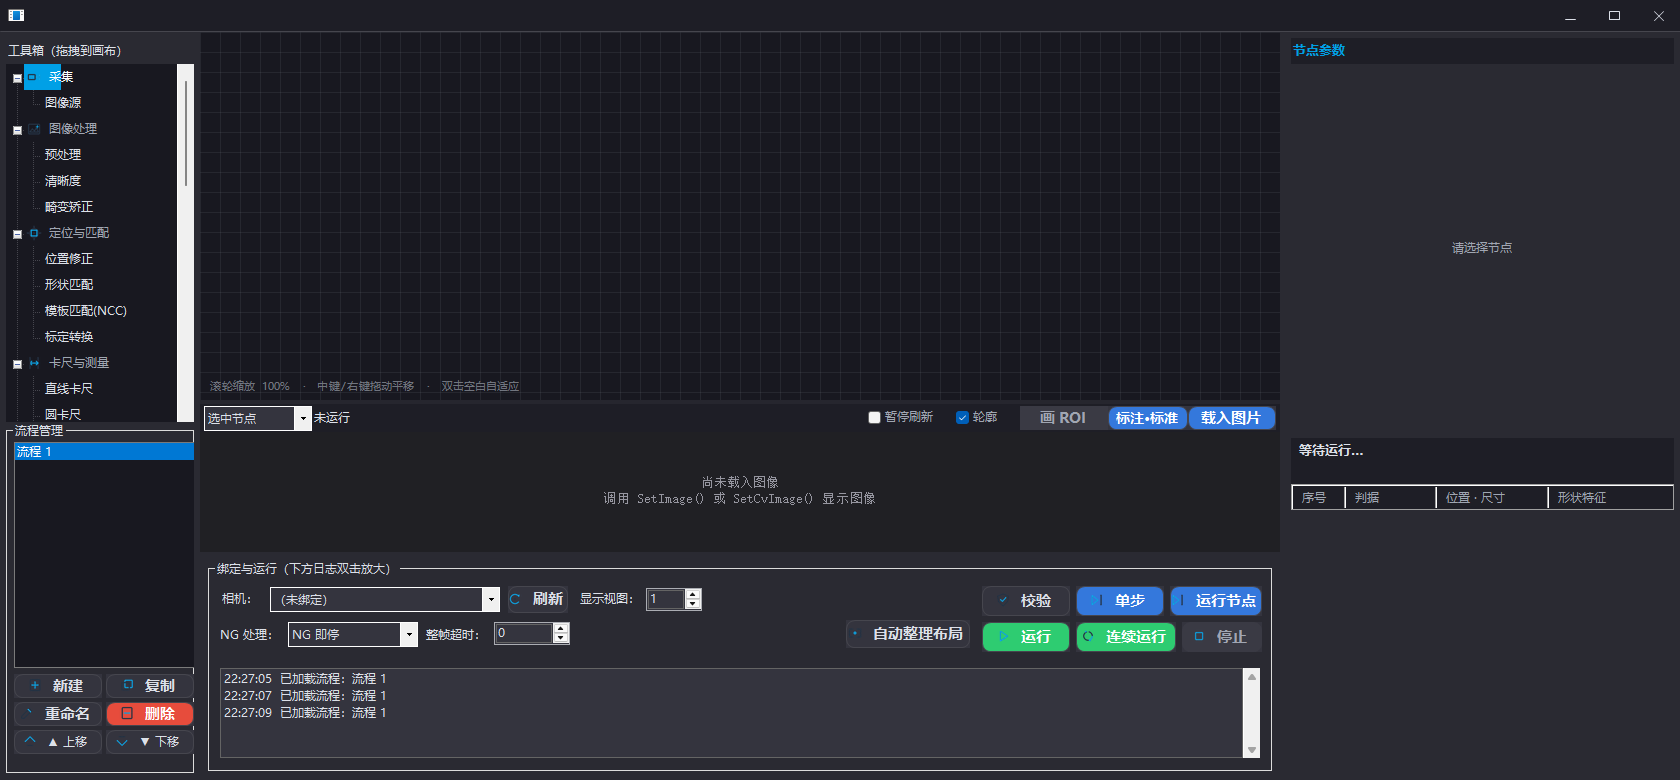 工具箱（拖拽到画布）
采集
图像源
图像处理
预处理
清晰度
畸变矫正
定位与匹配
位置修正
形状匹配
模板匹配(NCC)
标定转换
卡尺与测量
直线卡尺
圆卡尺
流程管理
流程 1
新建
复制
重命名
删除
▲ 上移
▼ 下移
滚轮缩放 100% · 中键/右键拖动平移 · 双击空白自适应
选中节点
未运行
暂停刷新
轮廓
画 ROI
标注•标准
载入图片
尚未载入图像
调用 SetImage() 或 SetCvImage() 显示图像
绑定与运行（下方日志双击放大）
相机：
（未绑定）
刷新
显示视图：
1
校验
单步
运行节点
NG 处理：
NG 即停
整帧超时：
0
自动整理布局
运行
连续运行
停止
22:27:05 已加载流程：流程 1
22:27:07 已加载流程：流程 1
22:27:09 已加载流程：流程 1
节点参数
请选择节点
等待运行...
序号
判据
位置 · 尺寸
形状特征